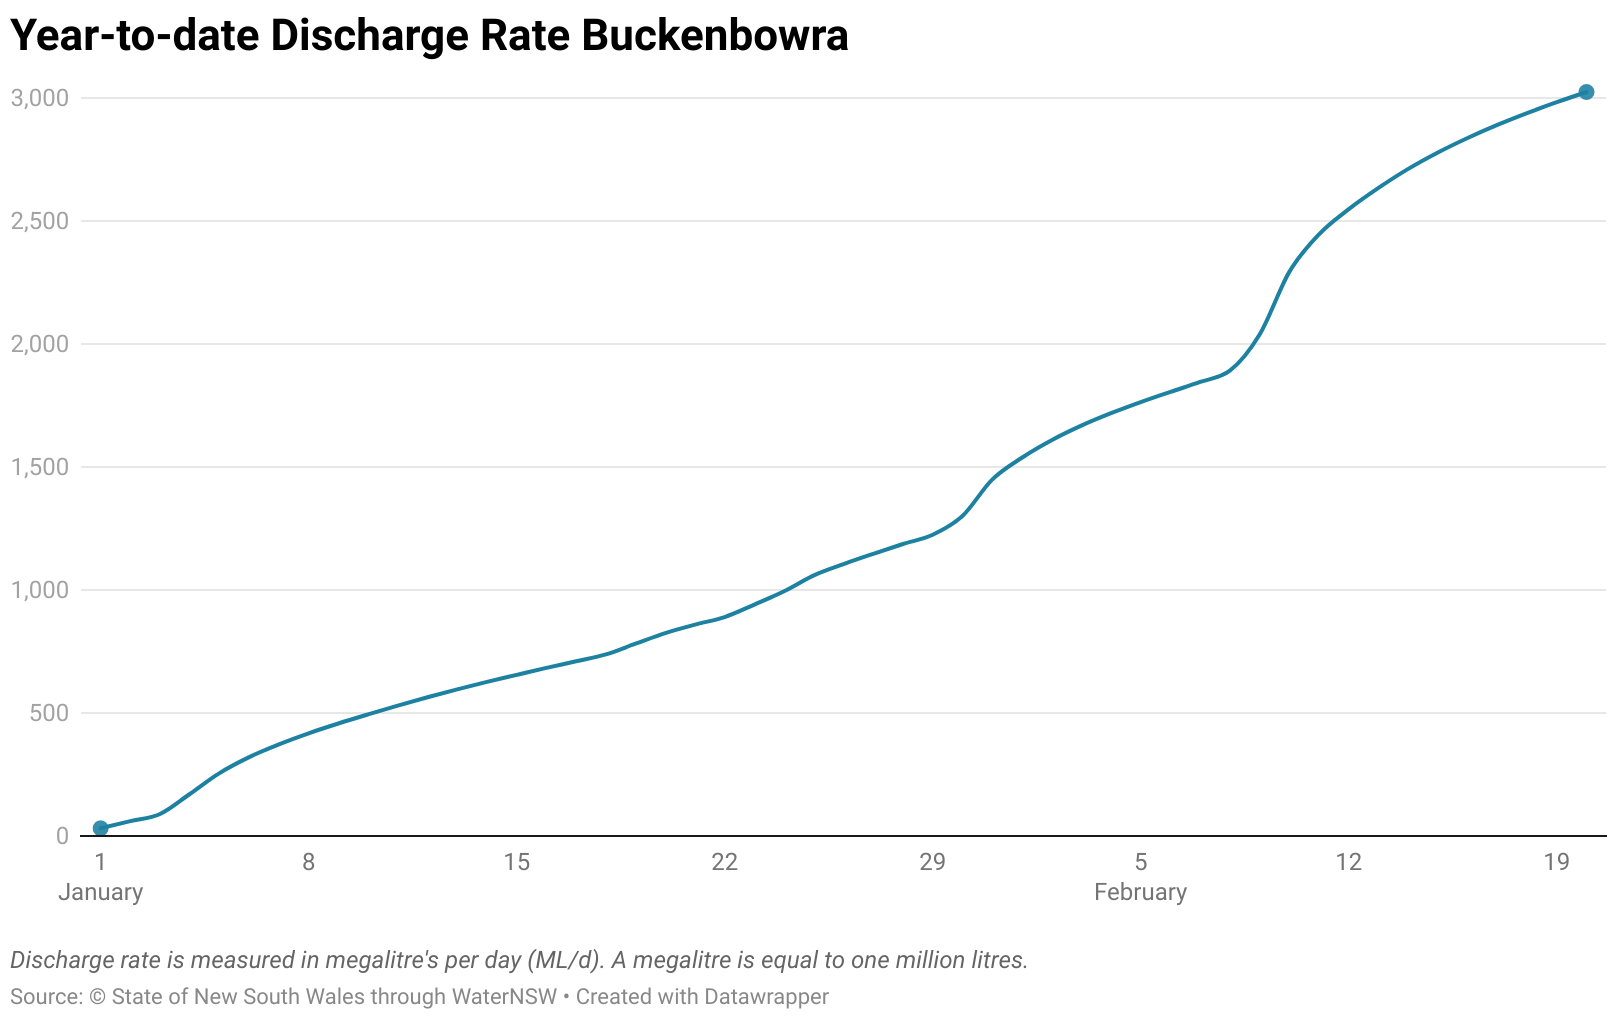 Year-to-date Discharge Rate Buckenbowra
3,000
2,500
2,000
1,500
1,000
500
0
1 8 15 22 29 5 12 19
January February
Discharge rate is measured in megalitre's per day (ML/d). A megalitre is equal to one million litres.
Source: © State of New South Wales through WaterNSW • Created with Datawrapper